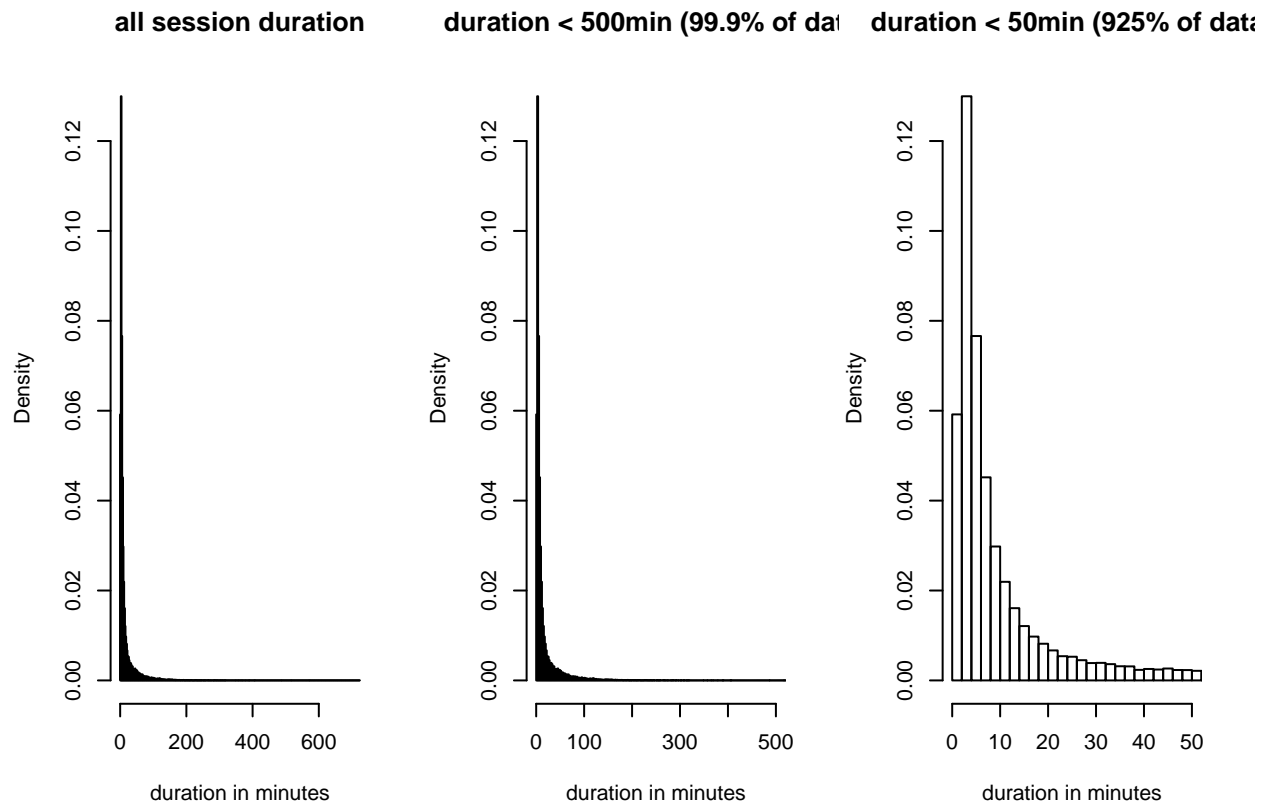 all session duration
Density
0.00 0.02 0.04 0.06 0.08 0.10 0.12
0 200 400 600
duration in minutes
duration < 500min (99.9% of dat
Density
0.00 0.02 0.04 0.06 0.08 0.10 0.12
0 100 300 500
duration in minutes
duration < 50min (925% of data
Density
0.00 0.02 0.04 0.06 0.08 0.10 0.12
0 10 20 30 40 50
duration in minutes